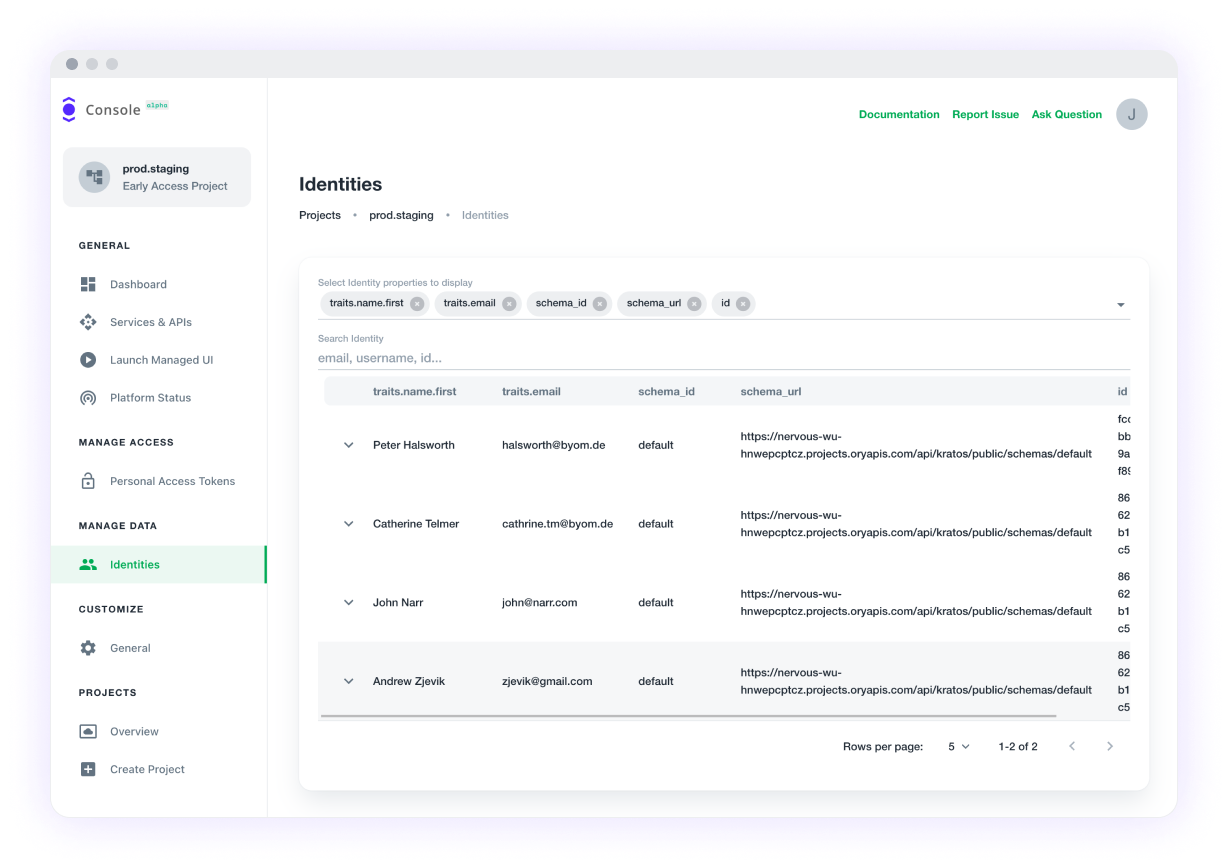 Console alpha
Documentation Report Issue Ask Question J
prod.staging
Early Access Project
GENERAL
Dashboard
Services & APIs
Launch Managed UI
Platform Status
MANAGE ACCESS
Personal Access Tokens
MANAGE DATA
Identities
CUSTOMIZE
General
PROJECTS
Overview
Create Project
Identities
Projects • prod.staging • Identities
Select Identity properties to display
traits.name.first traits.email schema_id schema_url id
Search Identity
email, username, id...
traits.name.first traits.email schema_id schema_url id
Peter Halsworth halsworth@byom.de default
https://nervous-wu-
hnwepcptcz.projects.oryapis.com/api/kratos/public/schemas/default
bb
9a
f89
Catherine Telmer cathrine.tm@byom.de default
https://nervous-wu-
hnwepcptcz.projects.oryapis.com/api/kratos/public/schemas/default
86
62
b1
c5
John Narr john@narr.com default
https://nervous-wu-
hnwepcptcz.projects.oryapis.com/api/kratos/public/schemas/default
86
62
b1
c5
Andrew Zjevik zjevik@gmail.com default
https://nervous-wu-
hnwepcptcz.projects.oryapis.com/api/kratos/public/schemas/default
86
62
b1
c5
Rows per page: 5 1-2 of 2